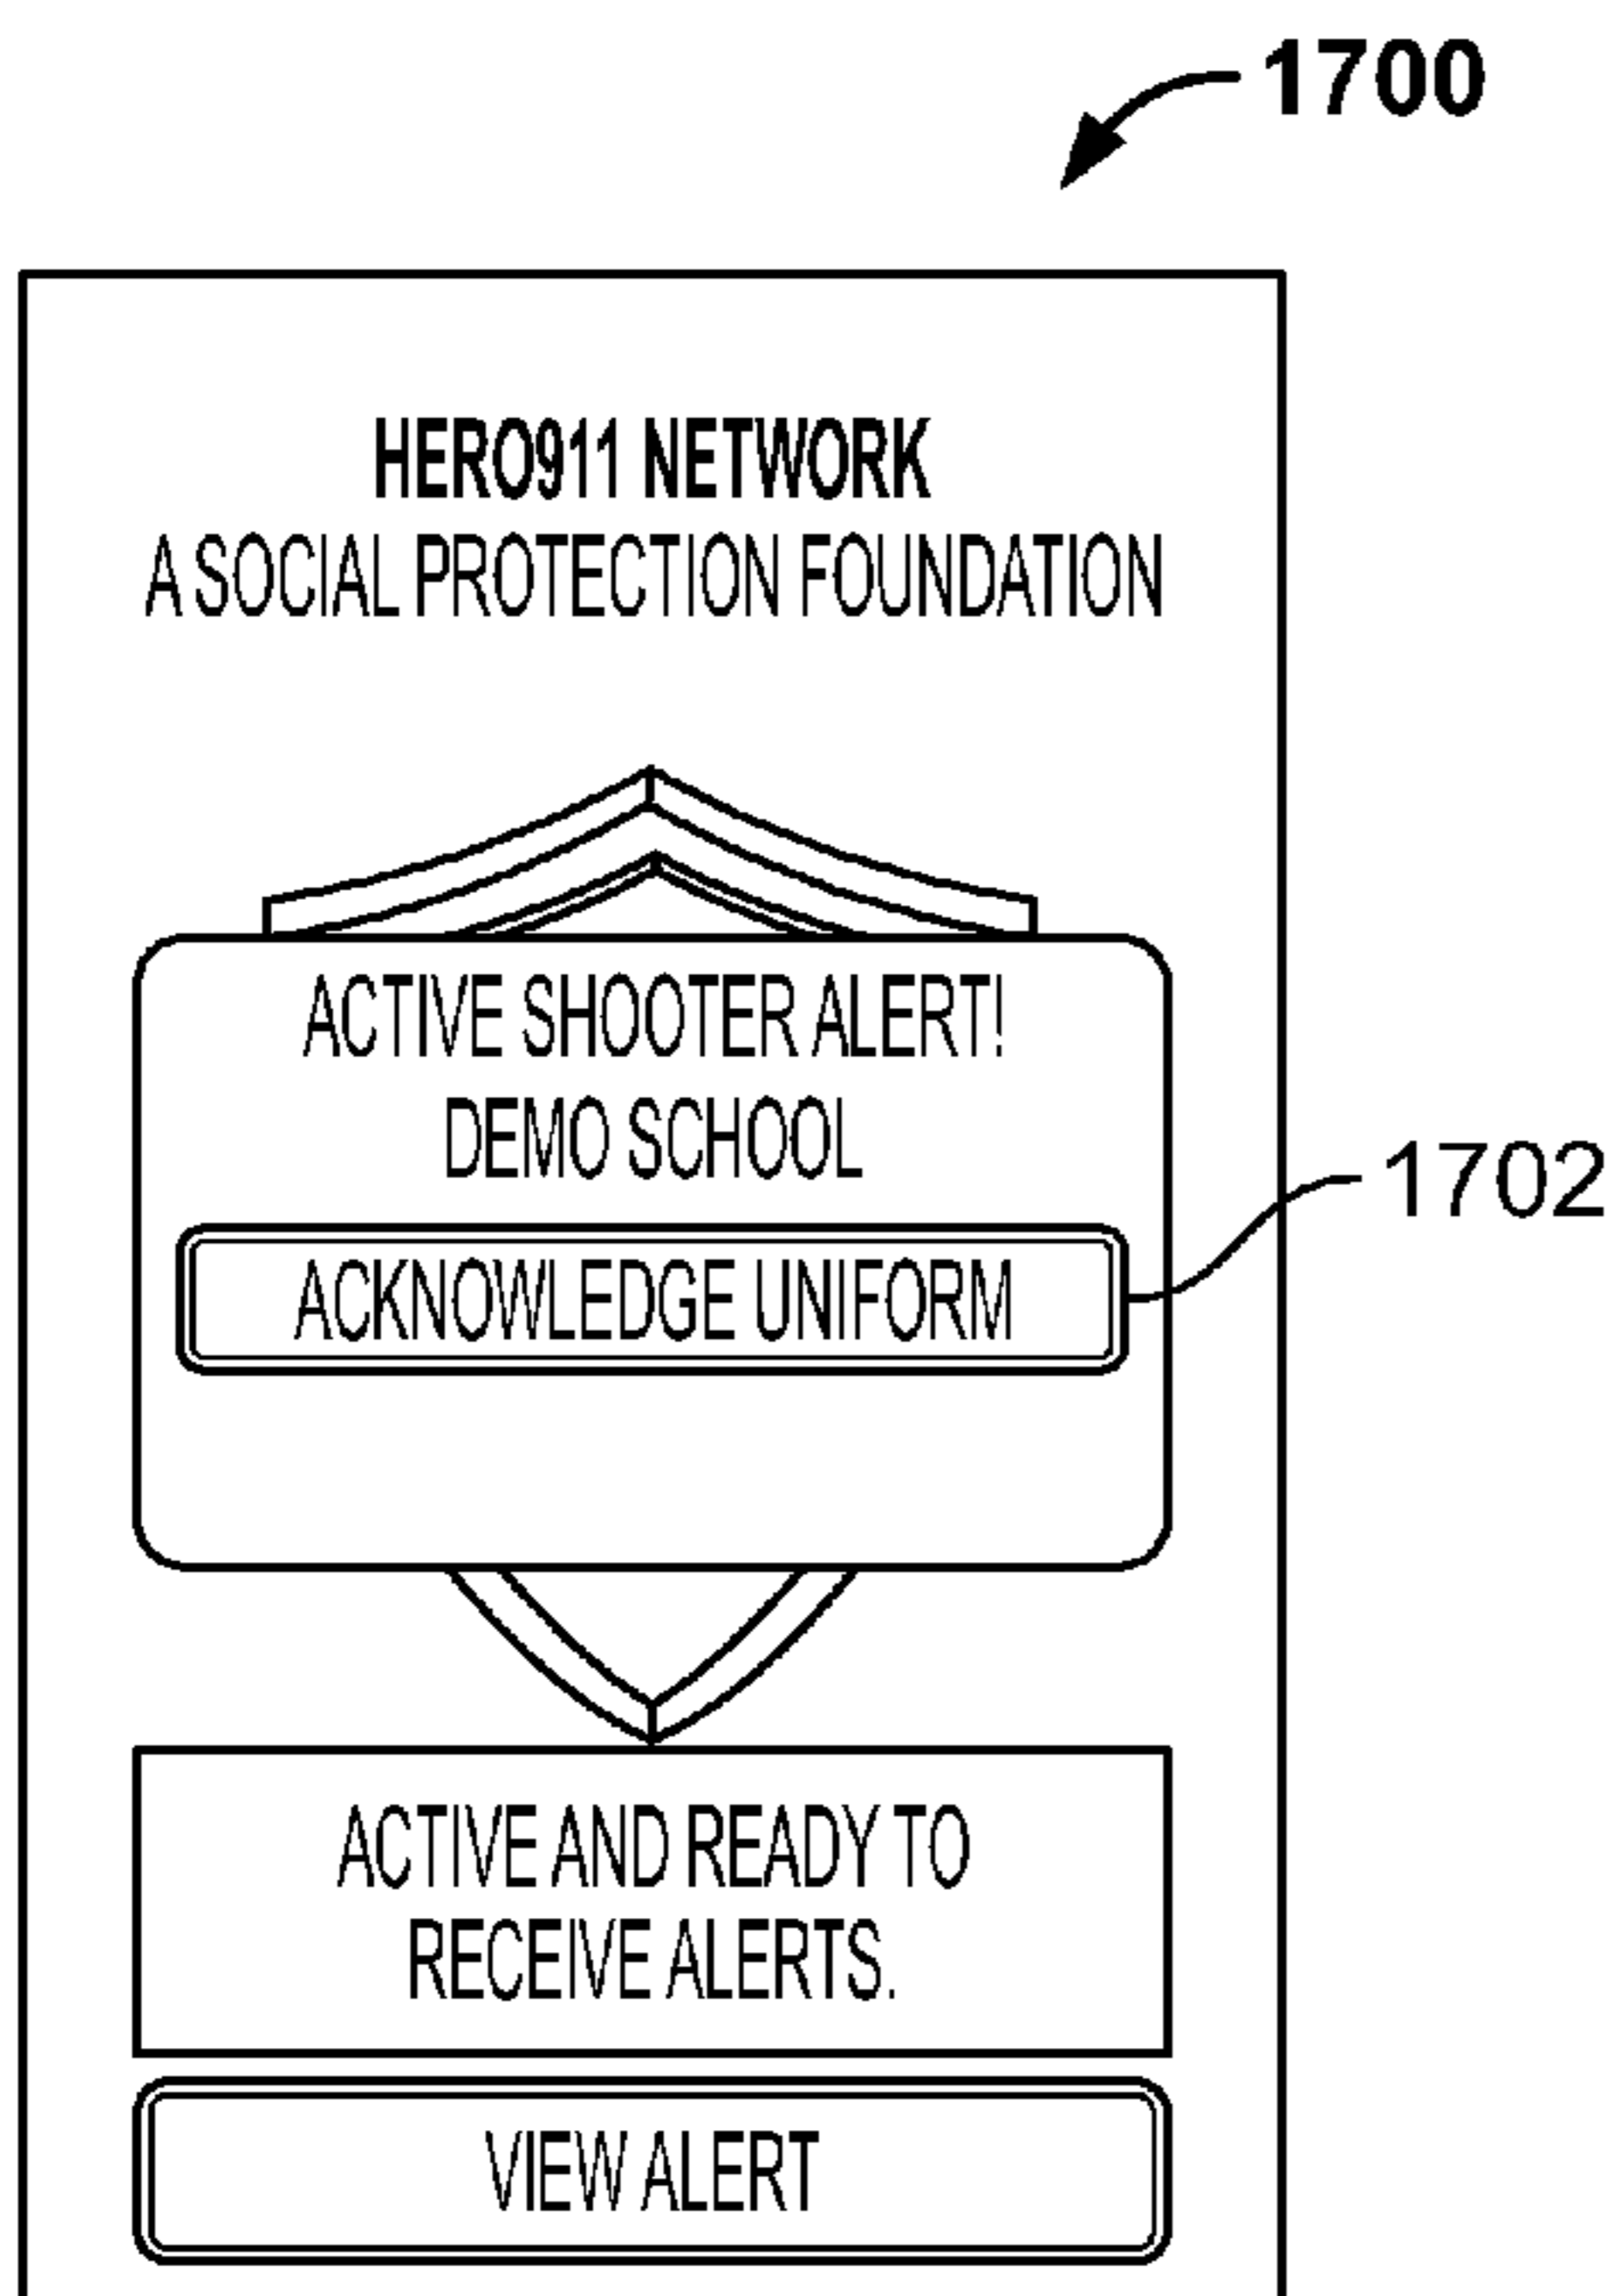 1700
HERO911 NETWORK
A SOCIAL PROTECTION FOUNDATION
ACTIVE SHOOTER ALERT!
DEMO SCHOOL
1702
ACKNOWLEDGE UNIFORM
ACTIVE AND READY TO
RECEIVE ALERTS.
VIEW ALERT